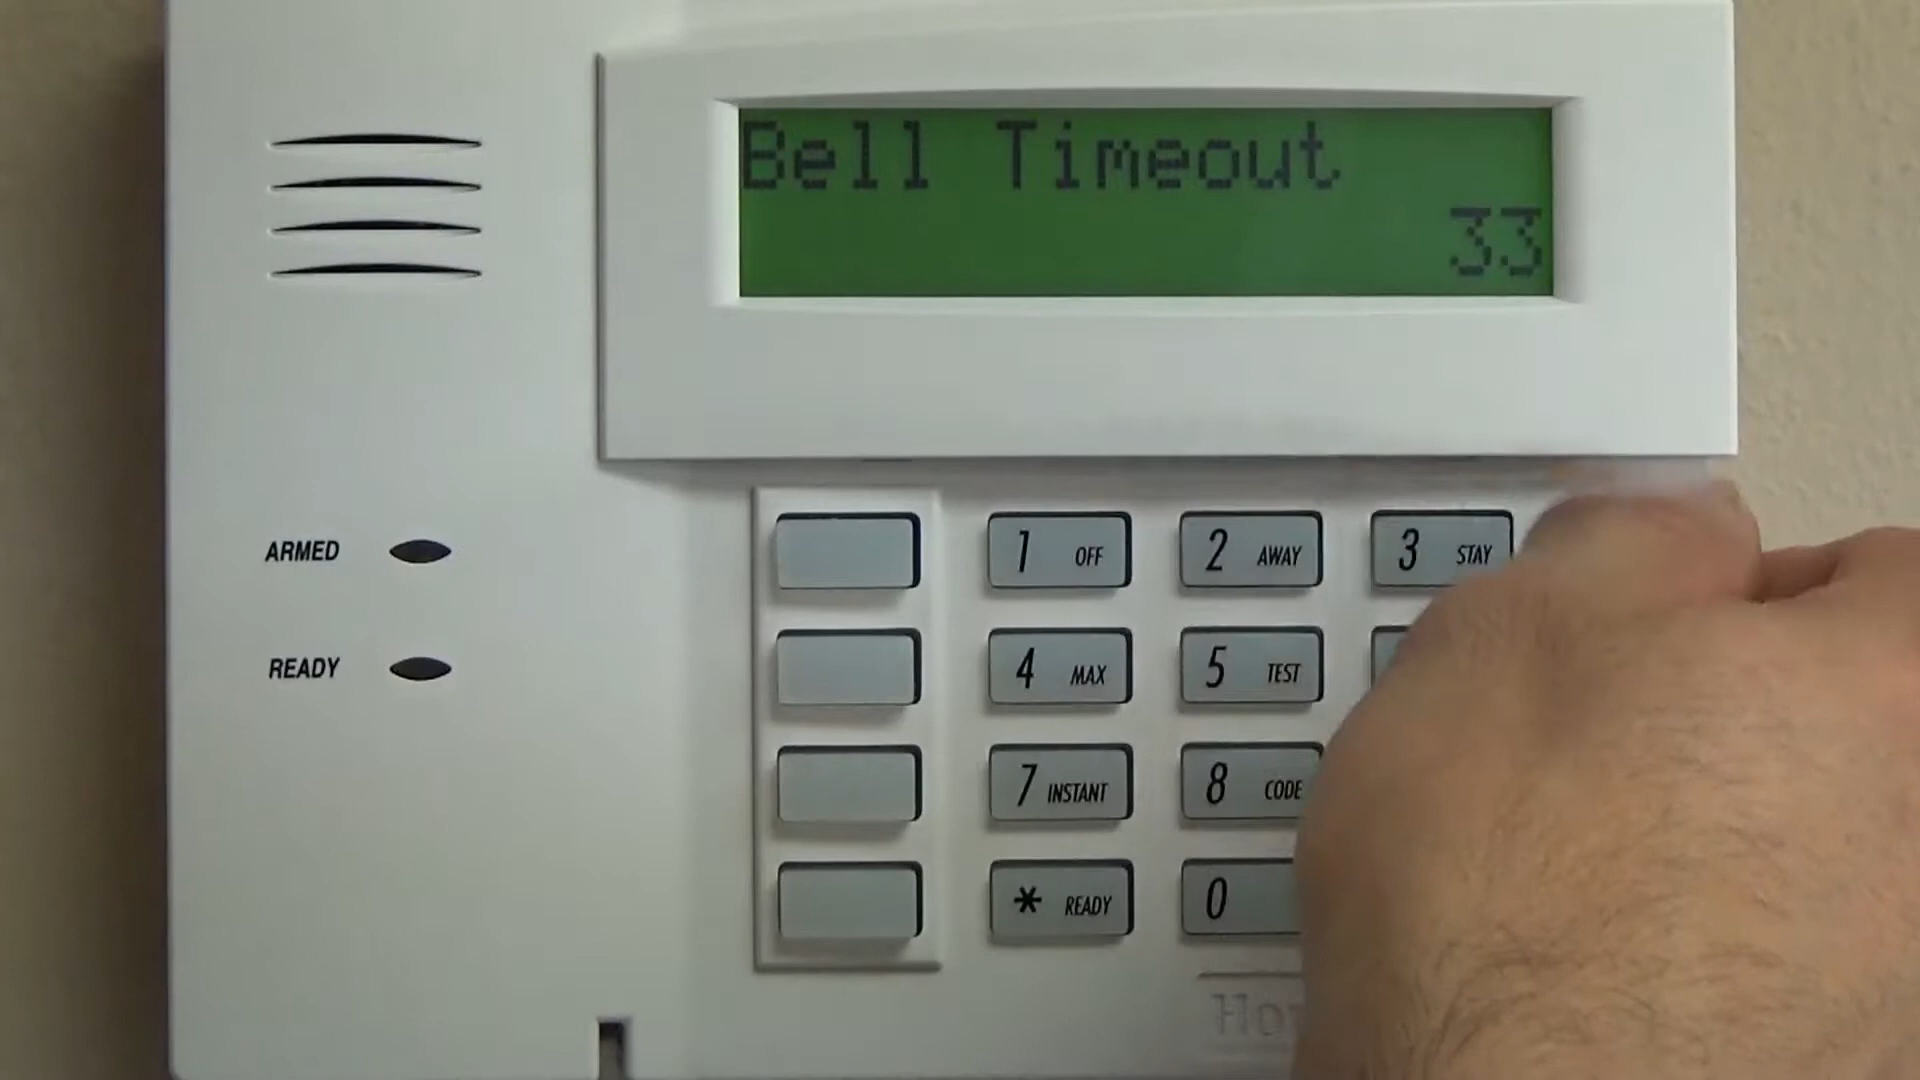 Bell Timeout
33
ARMED
READY
1 OFF
2 AWAY
3 STAY
4 MAX
5 TEST
7 INSTANT
8 CODE
* READY
0